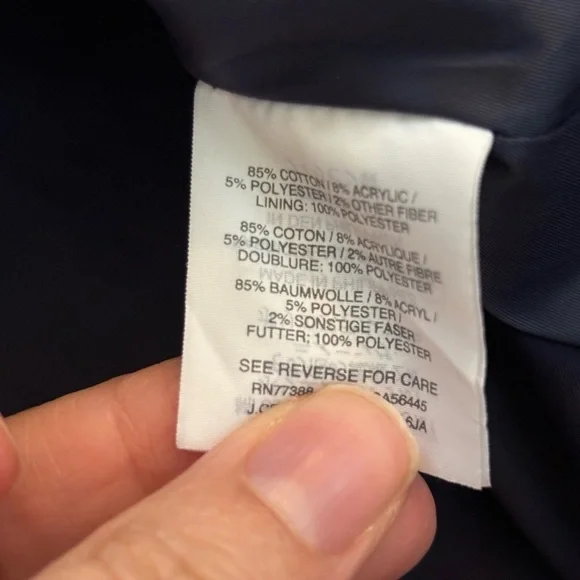 85% COTTON / 8% ACRYLIC /
5% POLYESTER / 2% OTHER FIBER
LINING: 100% POLYESTER
85% COTON / 8% ACRYLIQUE /
5% POLYESTER / 2% AUTRE FIBRE
DOUBLURE: 100% POLYESTER
85% BAUMWOLLE / 8% ACRYL /
5% POLYESTER /
2% SONSTIGE FASER
FUTTER: 100% POLYESTER
SEE REVERSE FOR CARE
RN77388